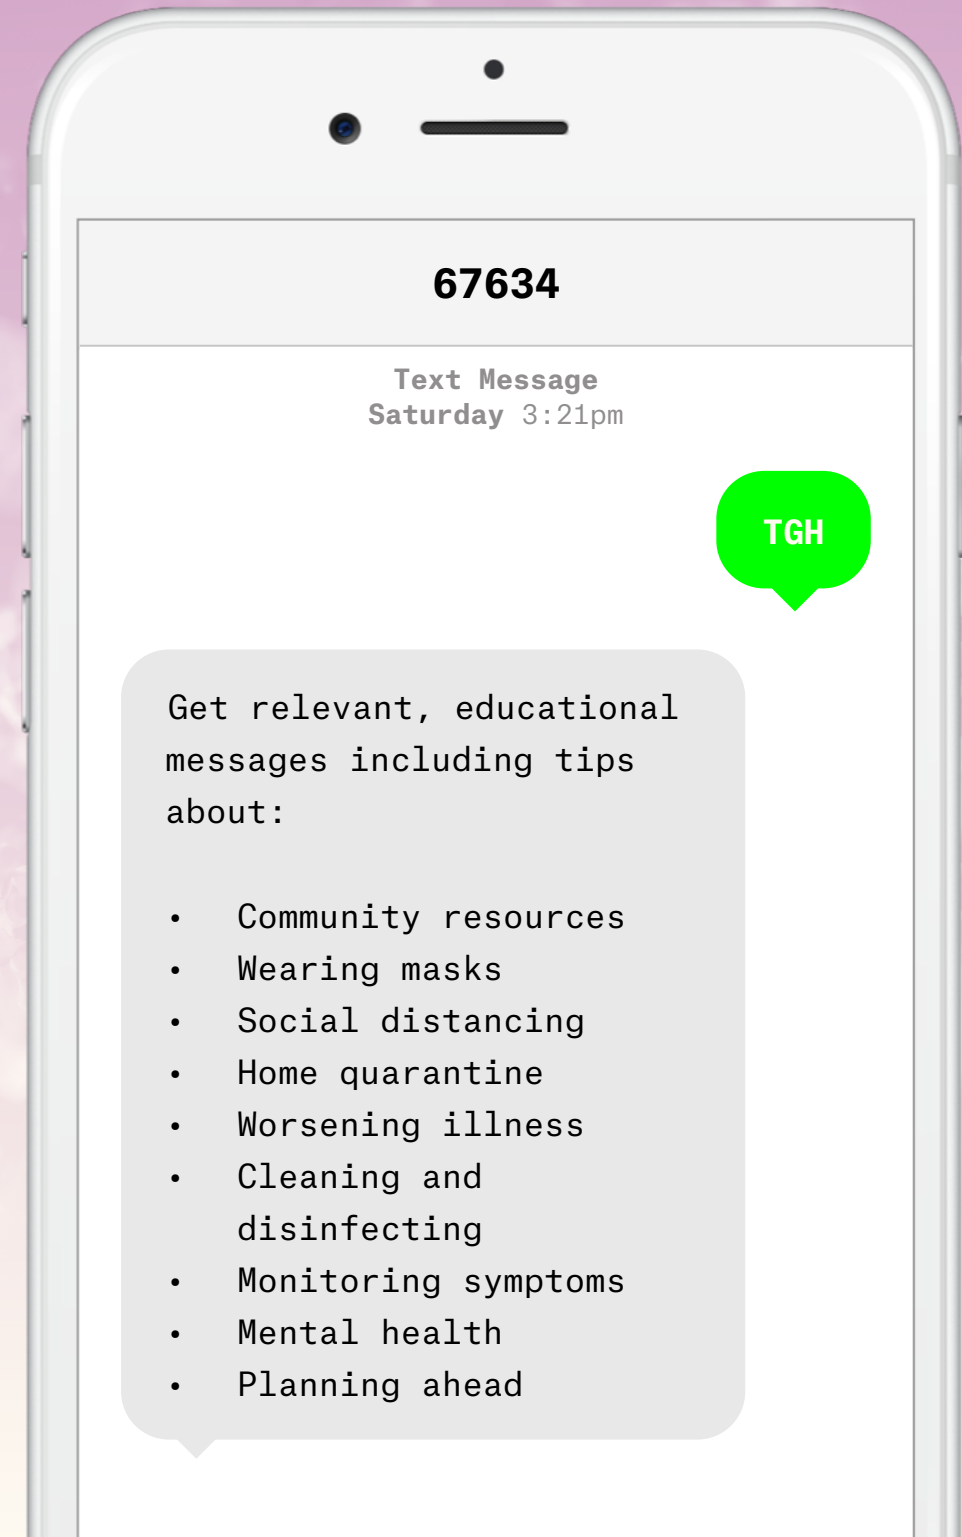 67634
Text Message
Saturday 3:21pm
TGH
Get relevant, educational
messages including tips
about:
• Community resources
• Wearing masks
• Social distancing
• Home quarantine
• Worsening illness
• Cleaning and
disinfecting
• Monitoring symptoms
• Mental health
• Planning ahead